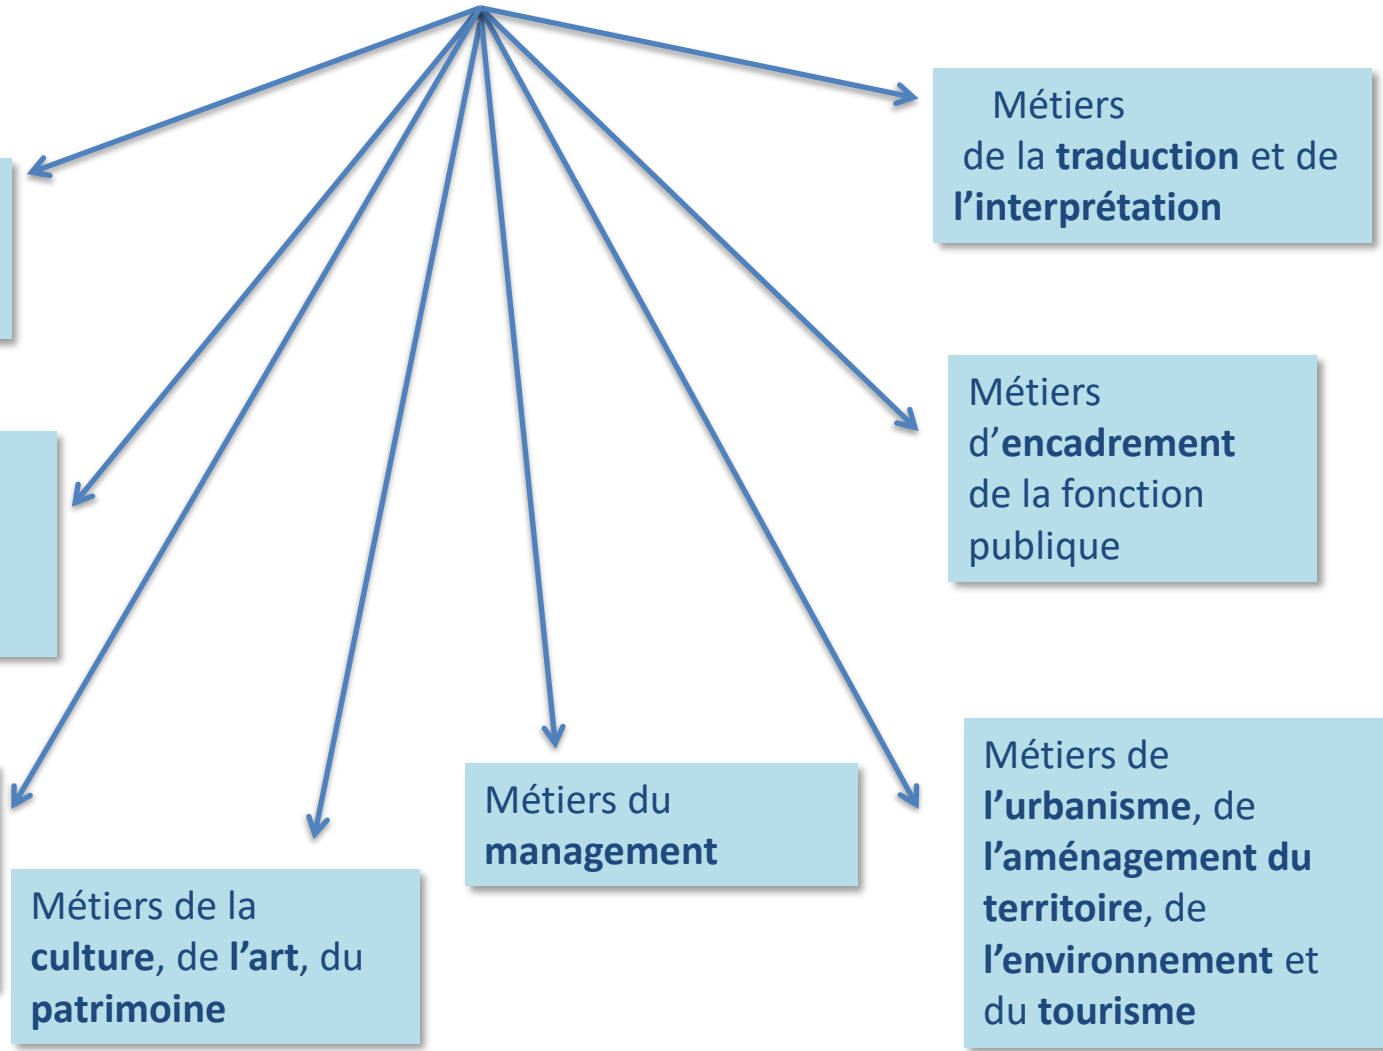 Métiers
de la traduction et de
l’interprétation
Métiers
d’encadrement
de la fonction
publique
Métiers du
management
Métiers de la
culture, de l’art, du
patrimoine
Métiers de
l’urbanisme, de
l’aménagement du
territoire, de
l’environnement et
du tourisme